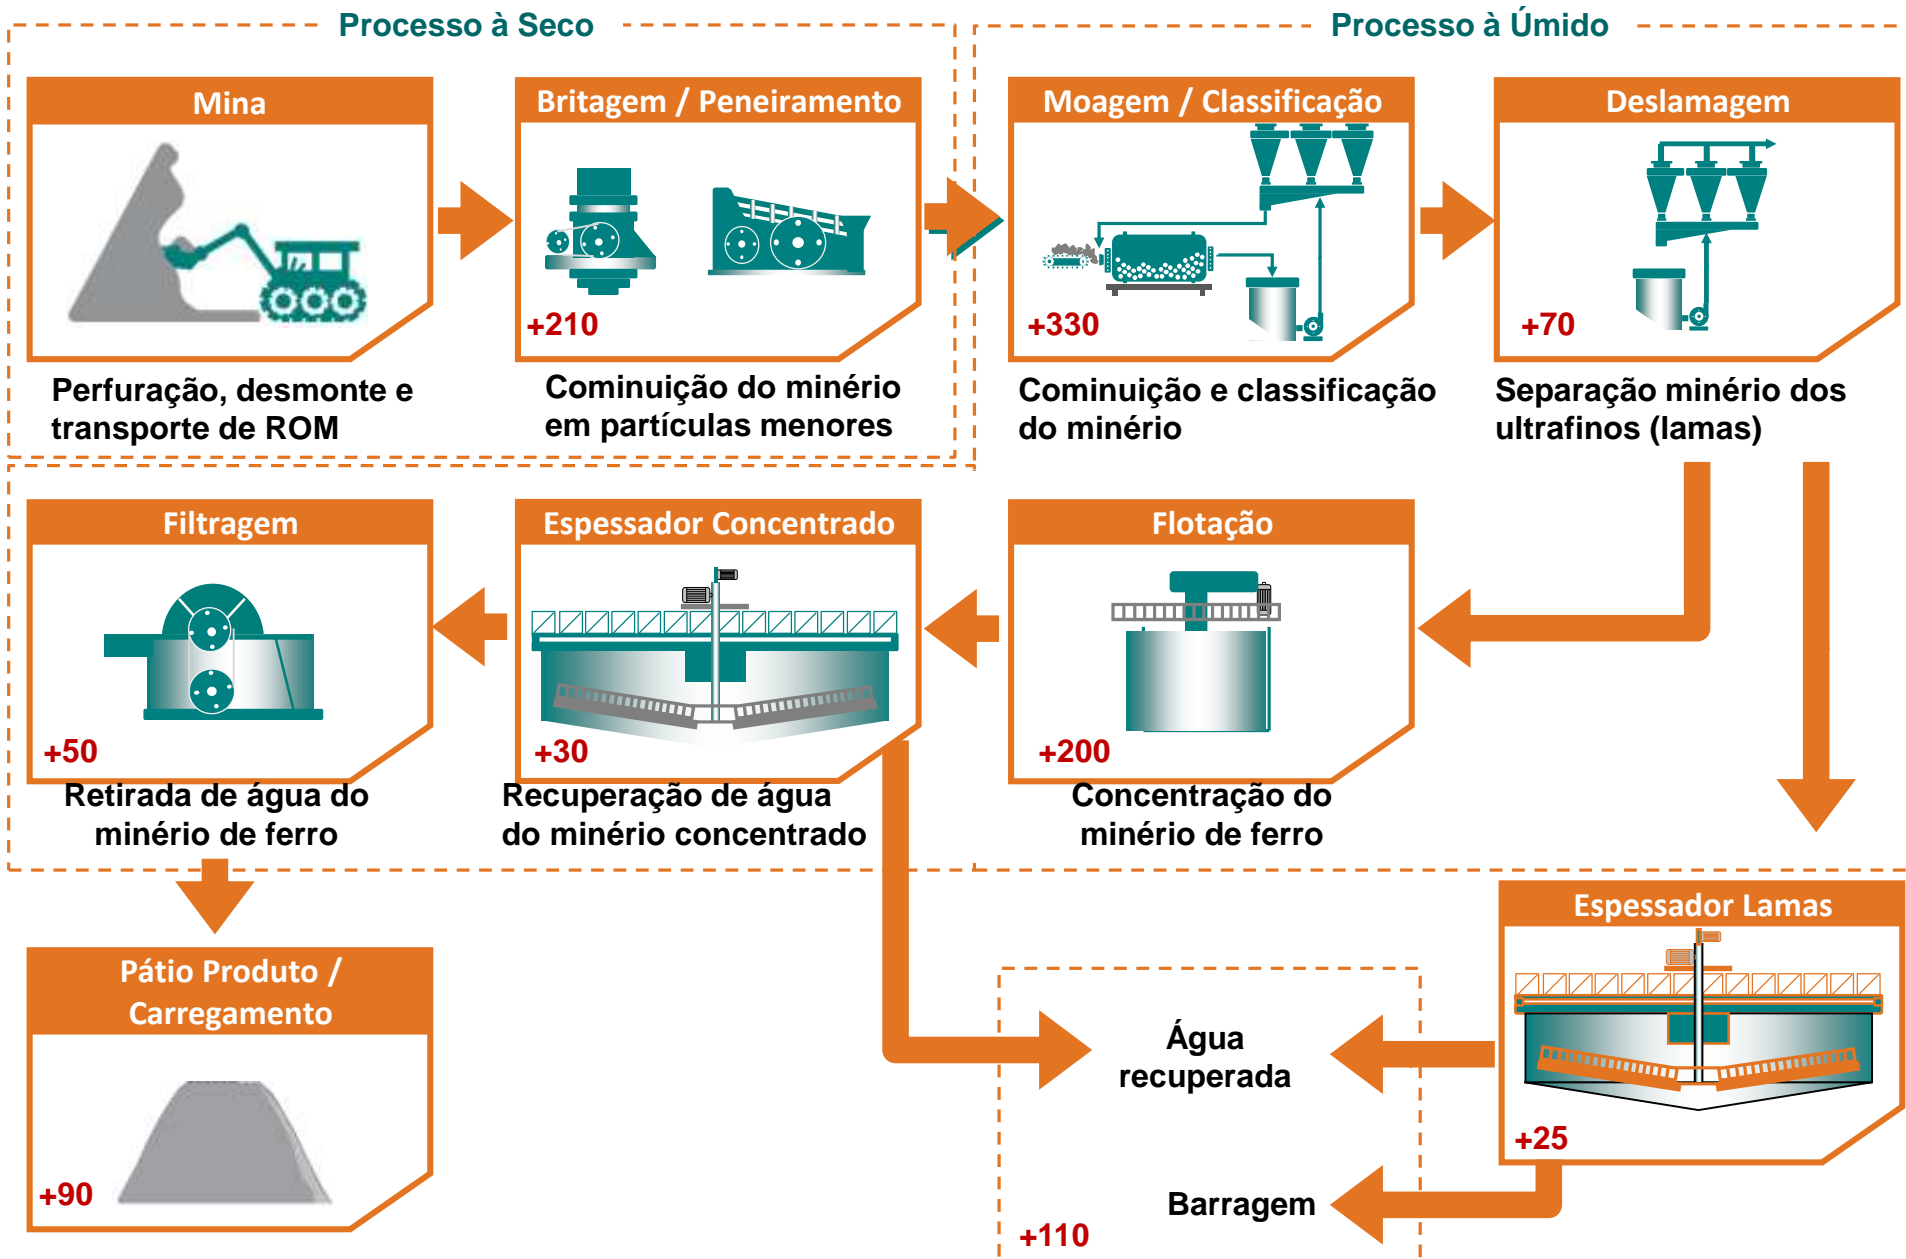 Processo à Seco
Processo à Úmido
Mina
Britagem / Peneiramento
Moagem / Classificação
Deslamagem
+210
+330
+70
Perfuração, desmonte e
transporte de ROM
Cominuição do minério
em partículas menores
Cominuição e classificação
do minério
Separação minério dos
ultrafinos (lamas)
Filtragem
Espessador Concentrado
Flotação
+50
+30
+200
Retirada de água do
minério de ferro
Recuperação de água
do minério concentrado
Concentração do
minério de ferro
Espessador Lamas
+25
Pátio Produto /
Carregamento
+90
Água
recuperada
Barragem
+110